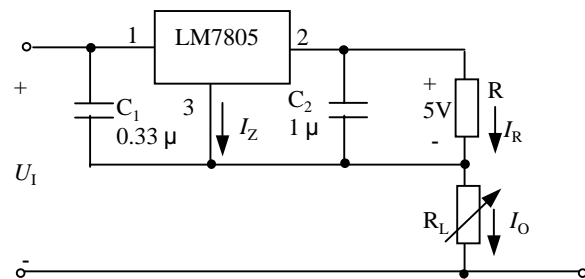 1 LM7805 2
+ C1 0.33 μ
3 IZ
C2 1 μ
+ 5V -
R IR
UI
RL IO
-